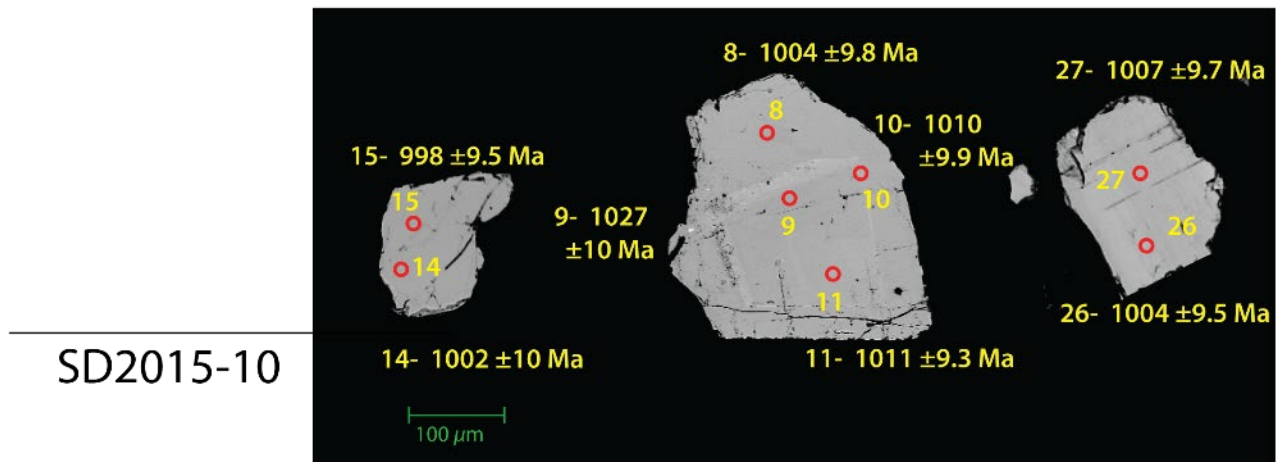 8- 1004 ±9.8 Ma
27- 1007 ±9.7 Ma
8
10- 1010
±9.9 Ma
15- 998 ±9.5 Ma
15
9- 1027
±10 Ma
27
10
9
26
14
11
26- 1004 ±9.5 Ma
14- 1002 ±10 Ma
11- 1011 ±9.3 Ma
SD2015-10
100 µm